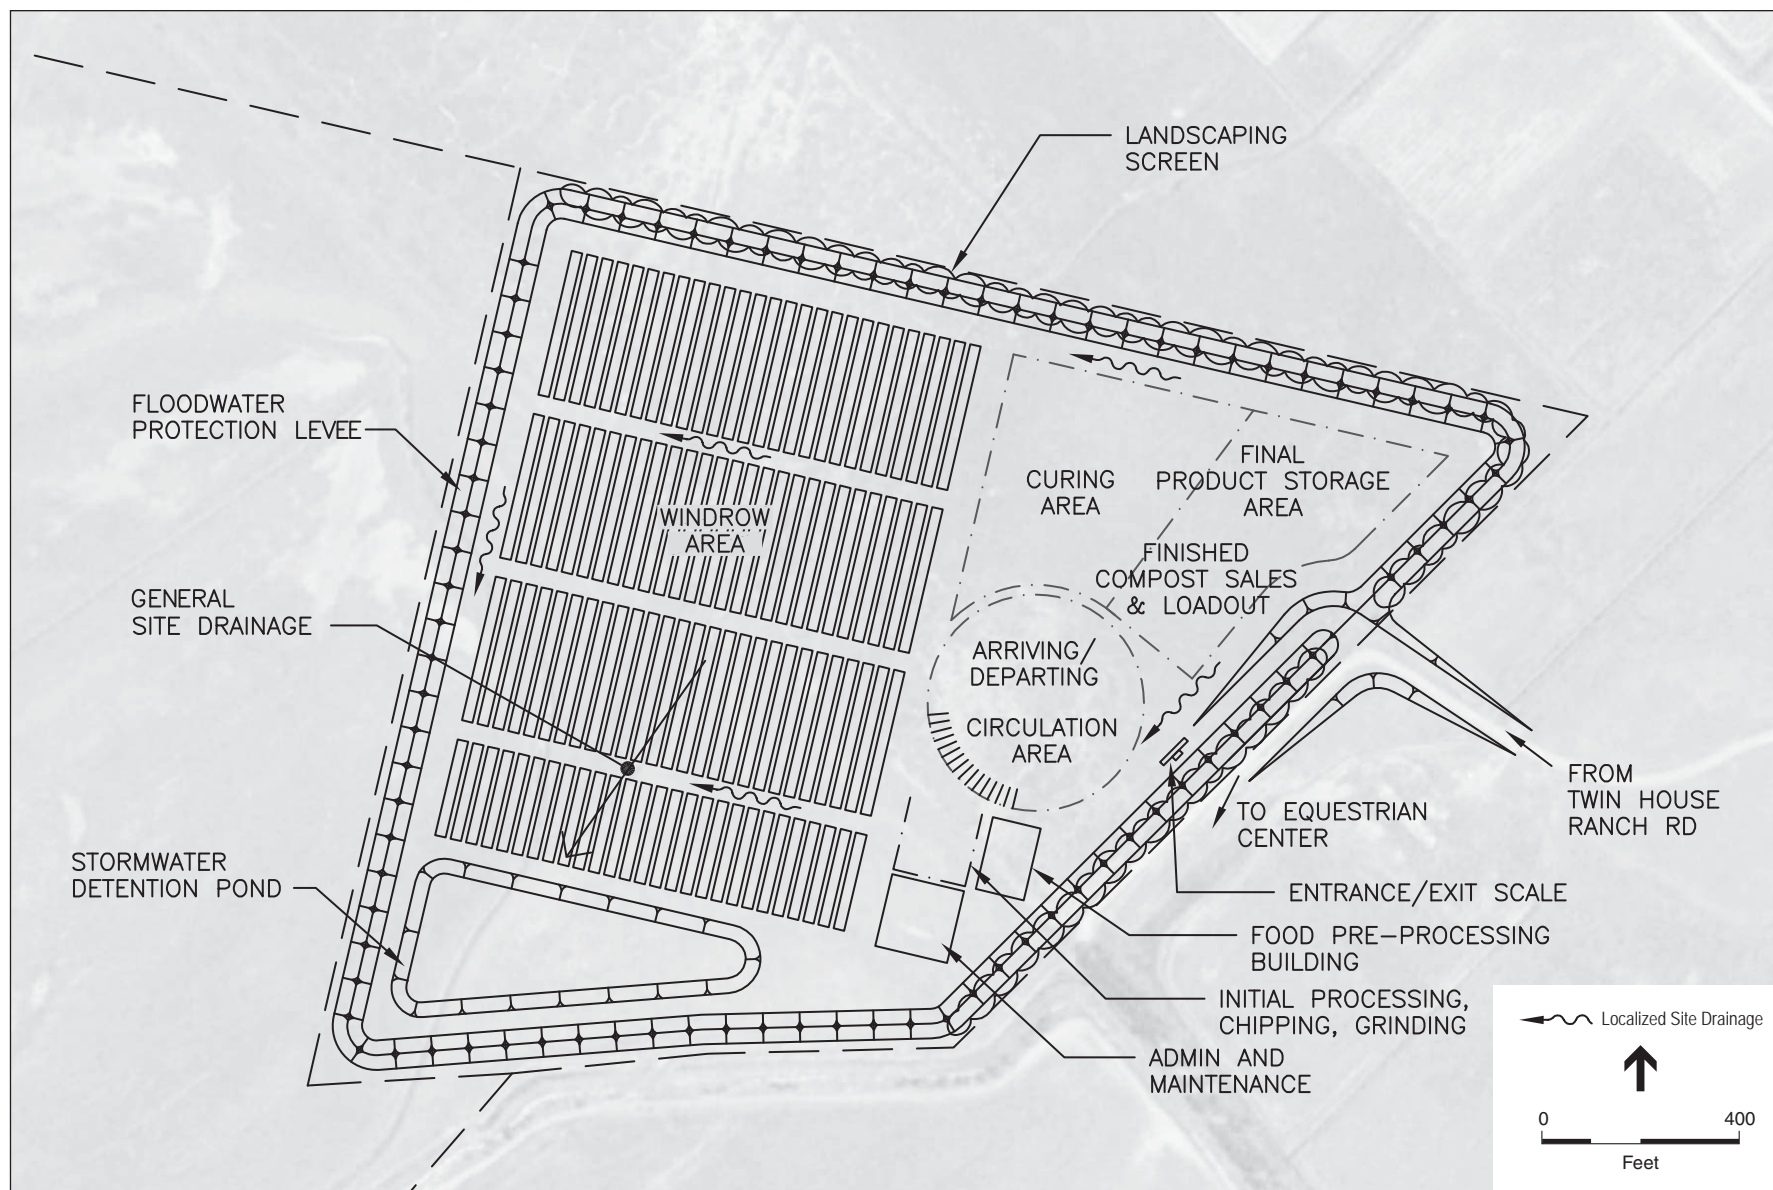 LANDSCAPING
SCREEN
FLOODWATER
PROTECTION LEVEE
CURING
AREA
FINAL
PRODUCT STORAGE
AREA
WINDROW
AREA
FINISHED
COMPOST SALES
& LOADOUT
GENERAL
SITE DRAINAGE
ARRIVING/
DEPARTING
CIRCULATION
AREA
FROM
TWIN HOUSE
RANCH RD
TO EQUESTRIAN
CENTER
STORMWATER
DETENTION POND
ENTRANCE/EXIT SCALE
FOOD PRE-PROCESSING
BUILDING
INITIAL PROCESSING,
CHIPPING, GRINDING
ADMIN AND
MAINTENANCE
Localized Site Drainage
0 400
Feet